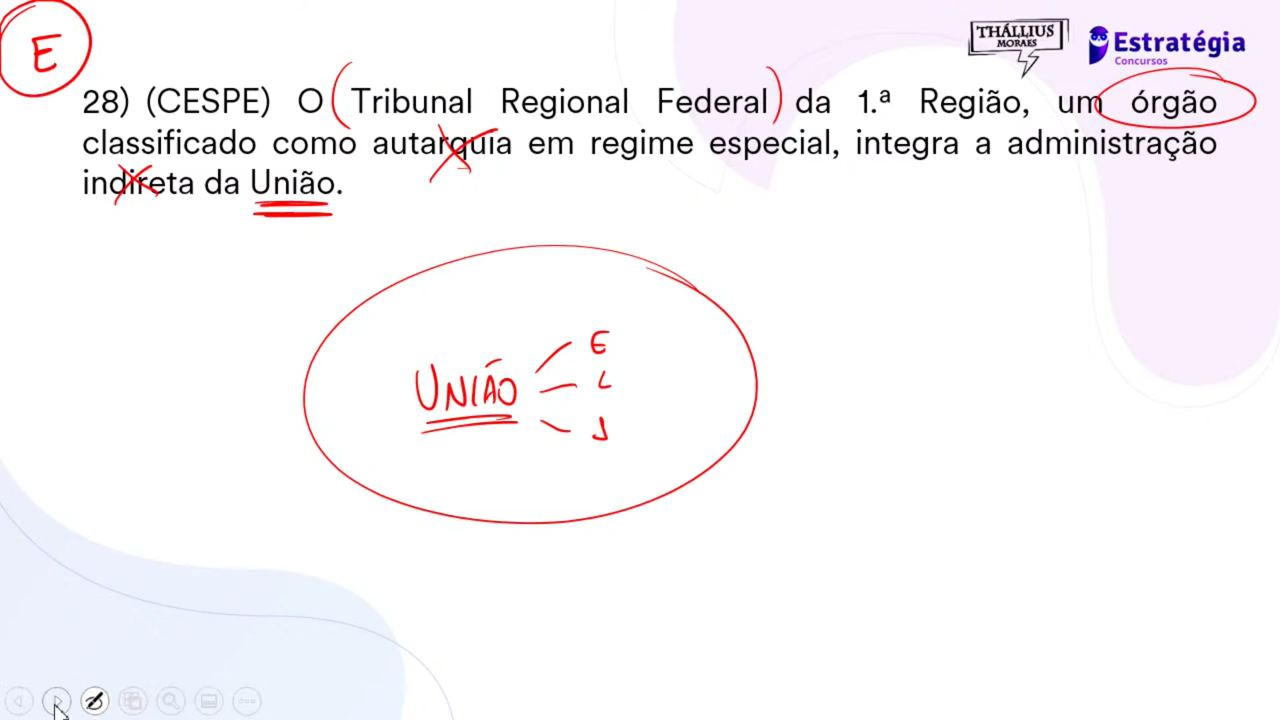 E
THÁLLIUS
MORAES
Estratégia
Concursos
28) (CESPE) O (Tribunal Regional Federal) da 1.ª Região, um órgão
classificado como autarquia em regime especial, integra a administração
indireta da União.
E
UNIÃO L
J